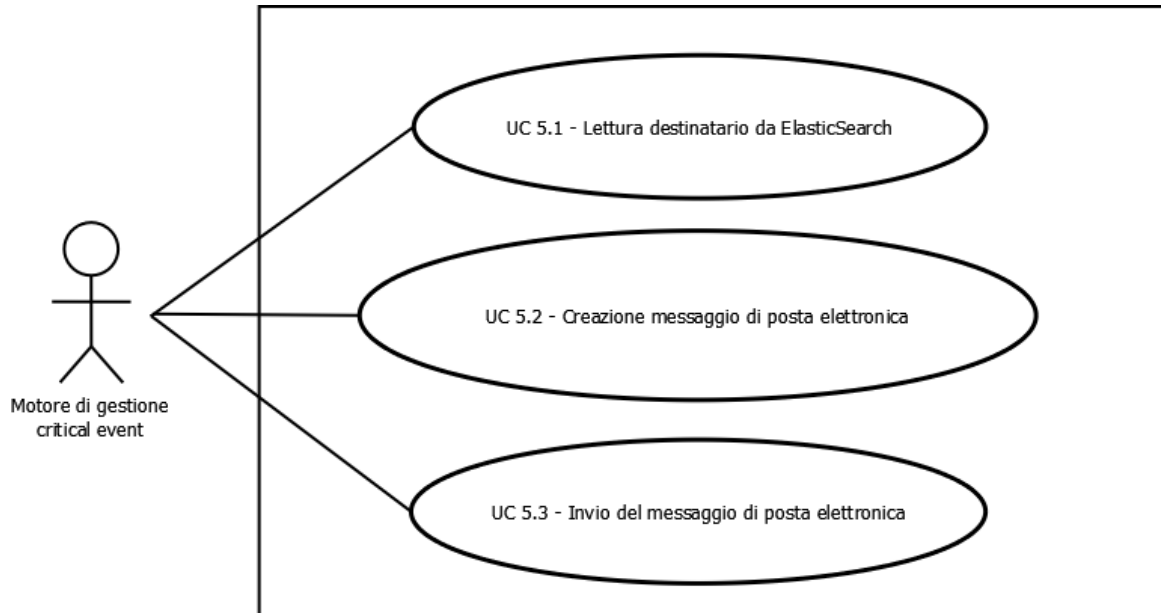 UC 5.1 - Lettura destinatario da ElasticSearch
UC 5.2 - Creazione messaggio di posta elettronica
Motore di gestione
critical event
UC 5.3 - Invio del messaggio di posta elettronica